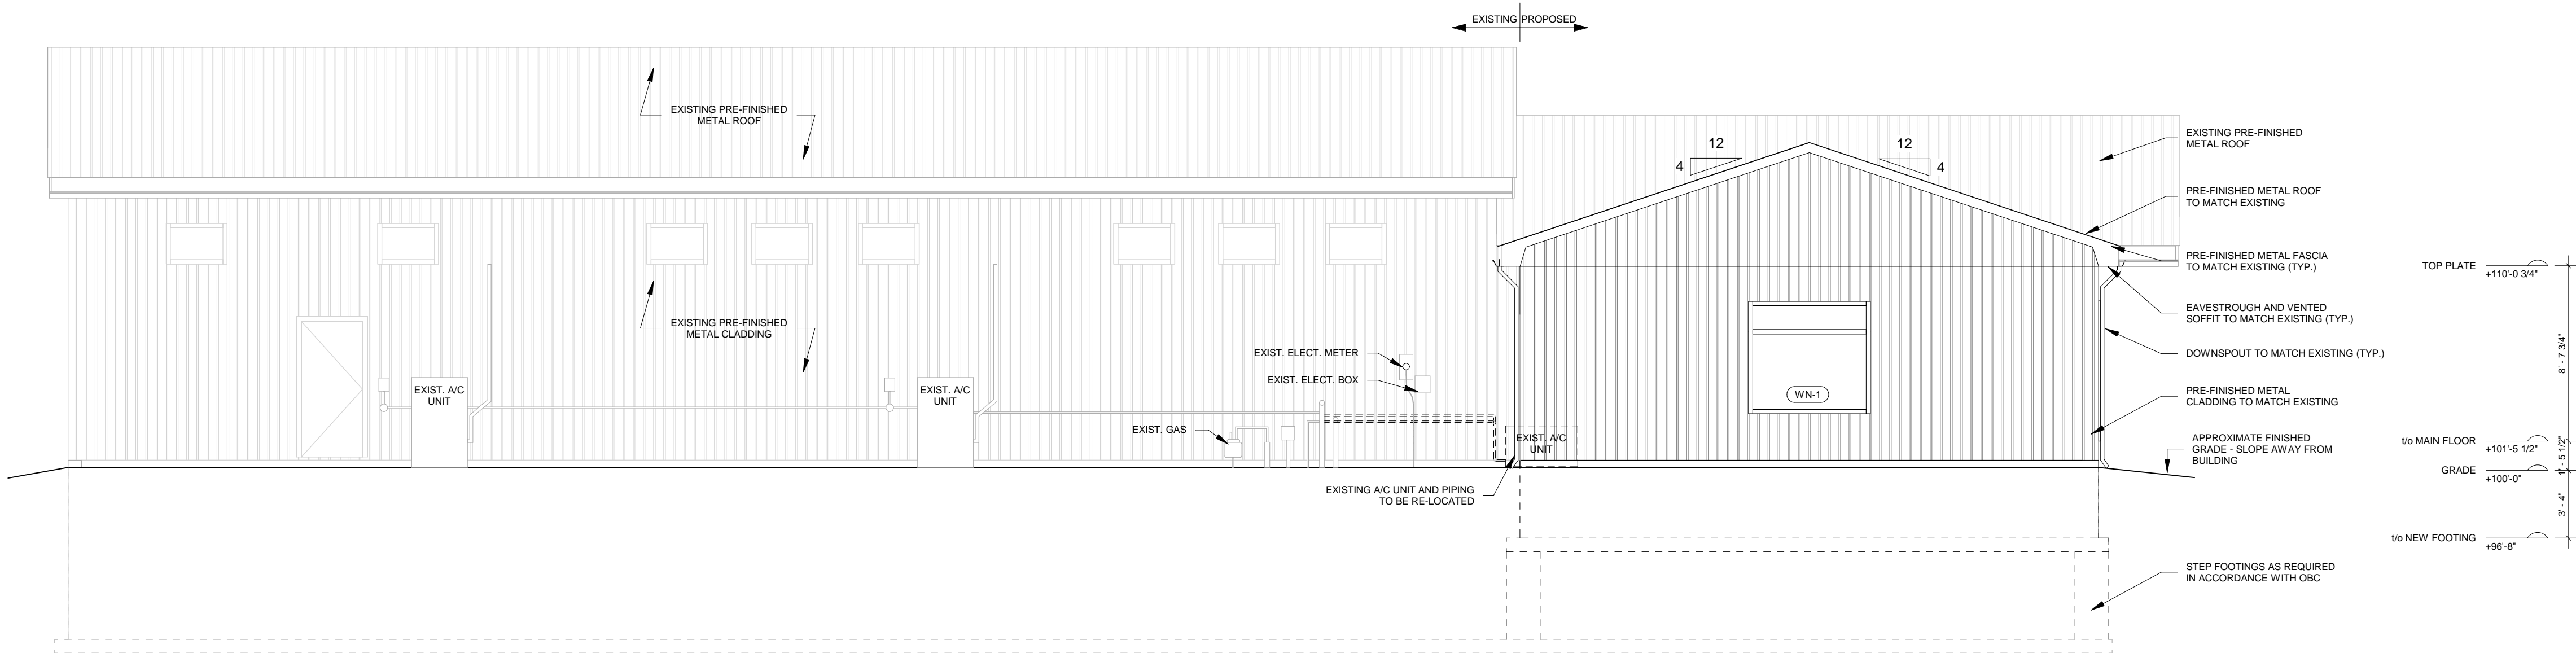 EXISTING PROPOSED
EXISTING PRE-FINISHED
METAL ROOF
12
4
12
4
EXISTING PRE-FINISHED
METAL ROOF
PRE-FINISHED METAL ROOF
TO MATCH EXISTING
PRE-FINISHED METAL FASCIA
TO MATCH EXISTING (TYP.)
TOP PLATE
+110'-0 3/4"
EAVESTROUGH AND VENTED
SOFFIT TO MATCH EXISTING (TYP.)
EXISTING PRE-FINISHED
METAL CLADDING
DOWNSPOUT TO MATCH EXISTING (TYP.)
8' - 7 3/4"
EXIST. ELECT. METER
EXIST. ELECT. BOX
EXIST. A/C
UNIT
EXIST. A/C
UNIT
WN-1
PRE-FINISHED METAL
CLADDING TO MATCH EXISTING
EXIST. GAS
EXIST. A/C
UNIT
APPROXIMATE FINISHED
GRADE - SLOPE AWAY FROM
BUILDING
t/o MAIN FLOOR
+101'-5 1/2"
1' - 5 1/2"
GRADE
+100'-0"
EXISTING A/C UNIT AND PIPING
TO BE RE-LOCATED
3' - 4"
t/o NEW FOOTING
+96'-8"
STEP FOOTINGS AS REQUIRED
IN ACCORDANCE WITH OBC